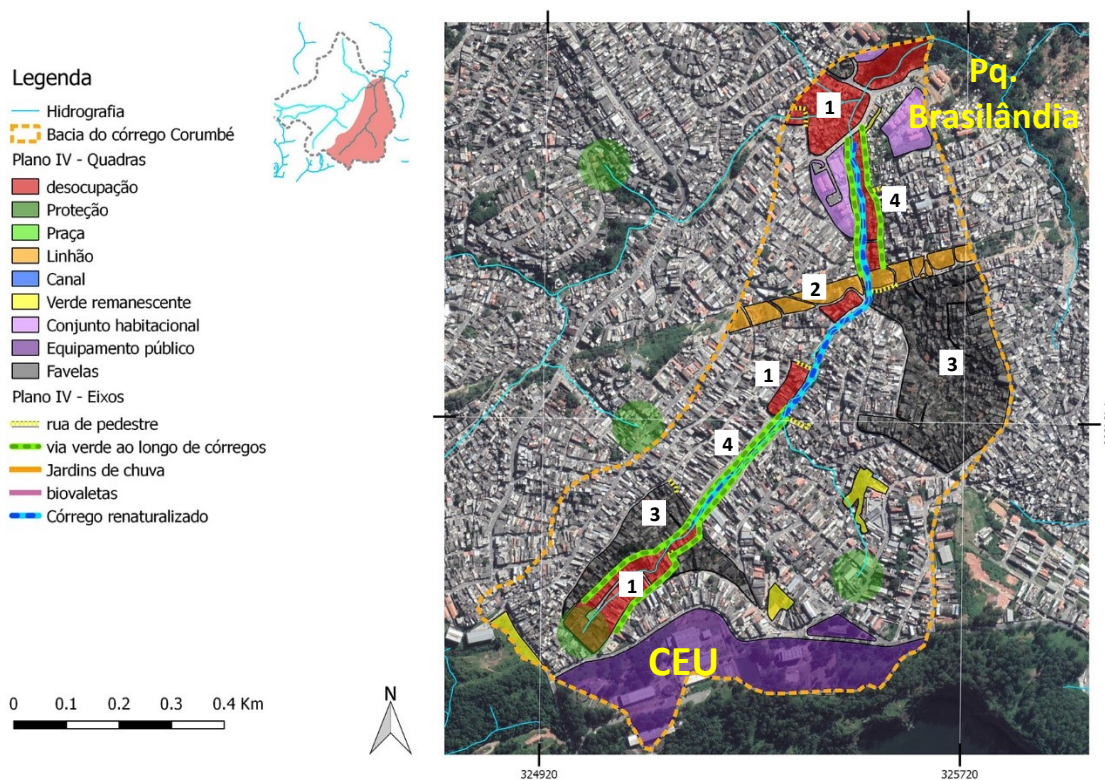 Legenda
Hidrografia
Bacia do córrego Corumbé
Plano IV - Quadras
desocupação
Proteção
Praça
Linhão
Canal
Verde remanescente
Conjunto habitacional
Equipamento público
Favelas
Plano IV - Eixos
rua de pedestre
via verde ao longo de córregos
Jardins de chuva
biovaletas
Córrego renaturalizado
0 0.1 0.2 0.3 0.4 Km
N
Pq.
Brasilândia
1
4
2
3
1
4
3
1
CEU
324920
325720